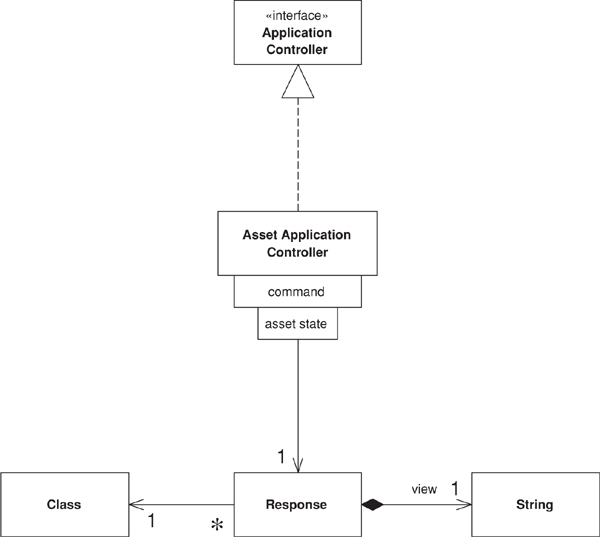 «interface»
Application
Controller
Asset Application
Controller
command
asset state
1
Class
1
*
Response
view
1
String